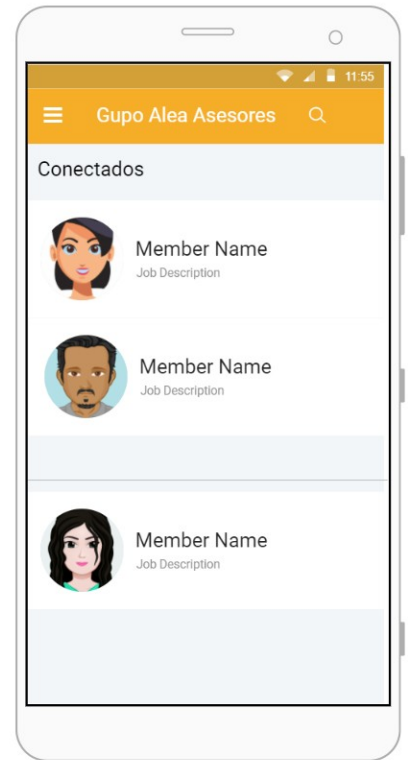 11:55
Gupo Alea Asesores
Conectados
Member Name
Job Description
Member Name
Job Description
Member Name
Job Description